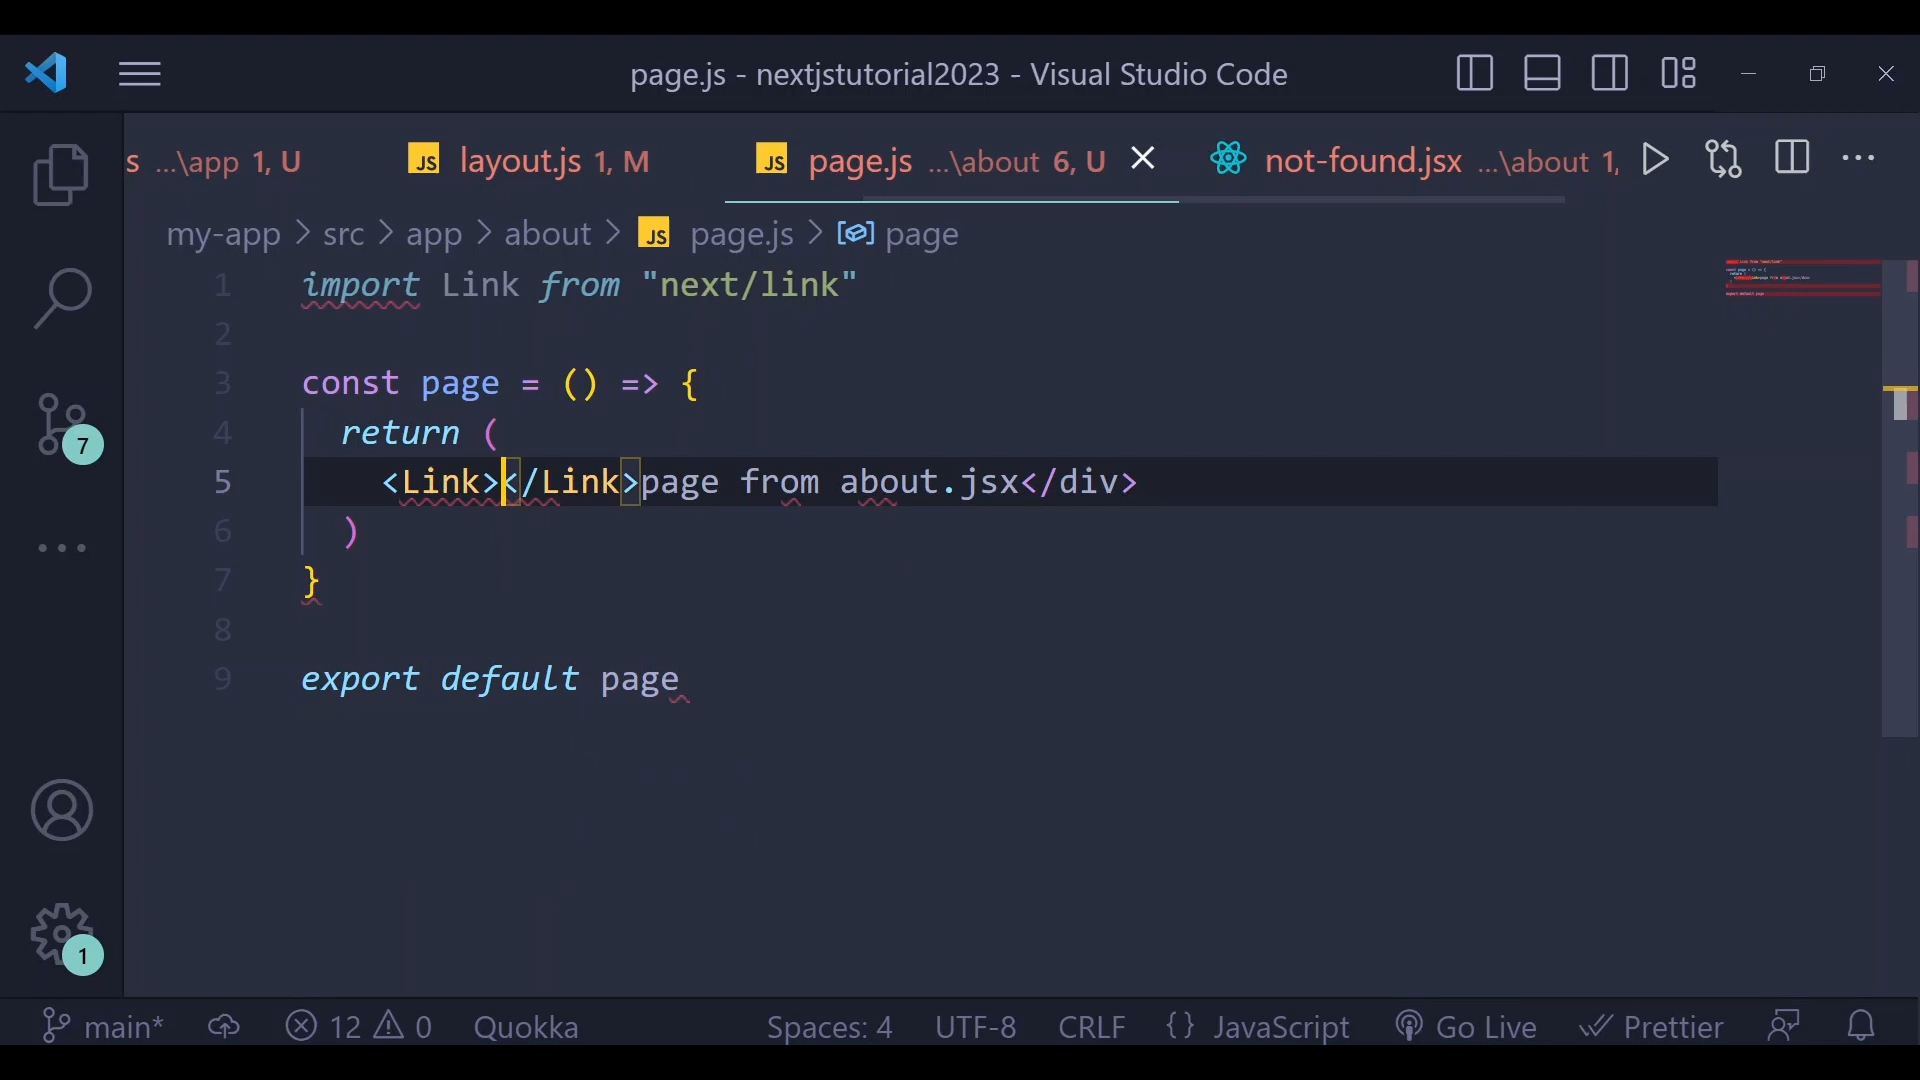 page.js - nextjstutorial2023 - Visual Studio Code
s ...\app 1, U JS layout.js 1, M JS page.js ...\about 6, U not-found.jsx ...\about 1,
my-app > src > app > about > JS page.js > page
1 import Link from "next/link"
2
3 const page = () => {
4 return (
5 <Link></Link>page from about.jsx</div>
6 )
7 }
8
9 export default page
7
1
main* 12 0 Quokka Spaces: 4 UTF-8 CRLF {} JavaScript Go Live Prettier